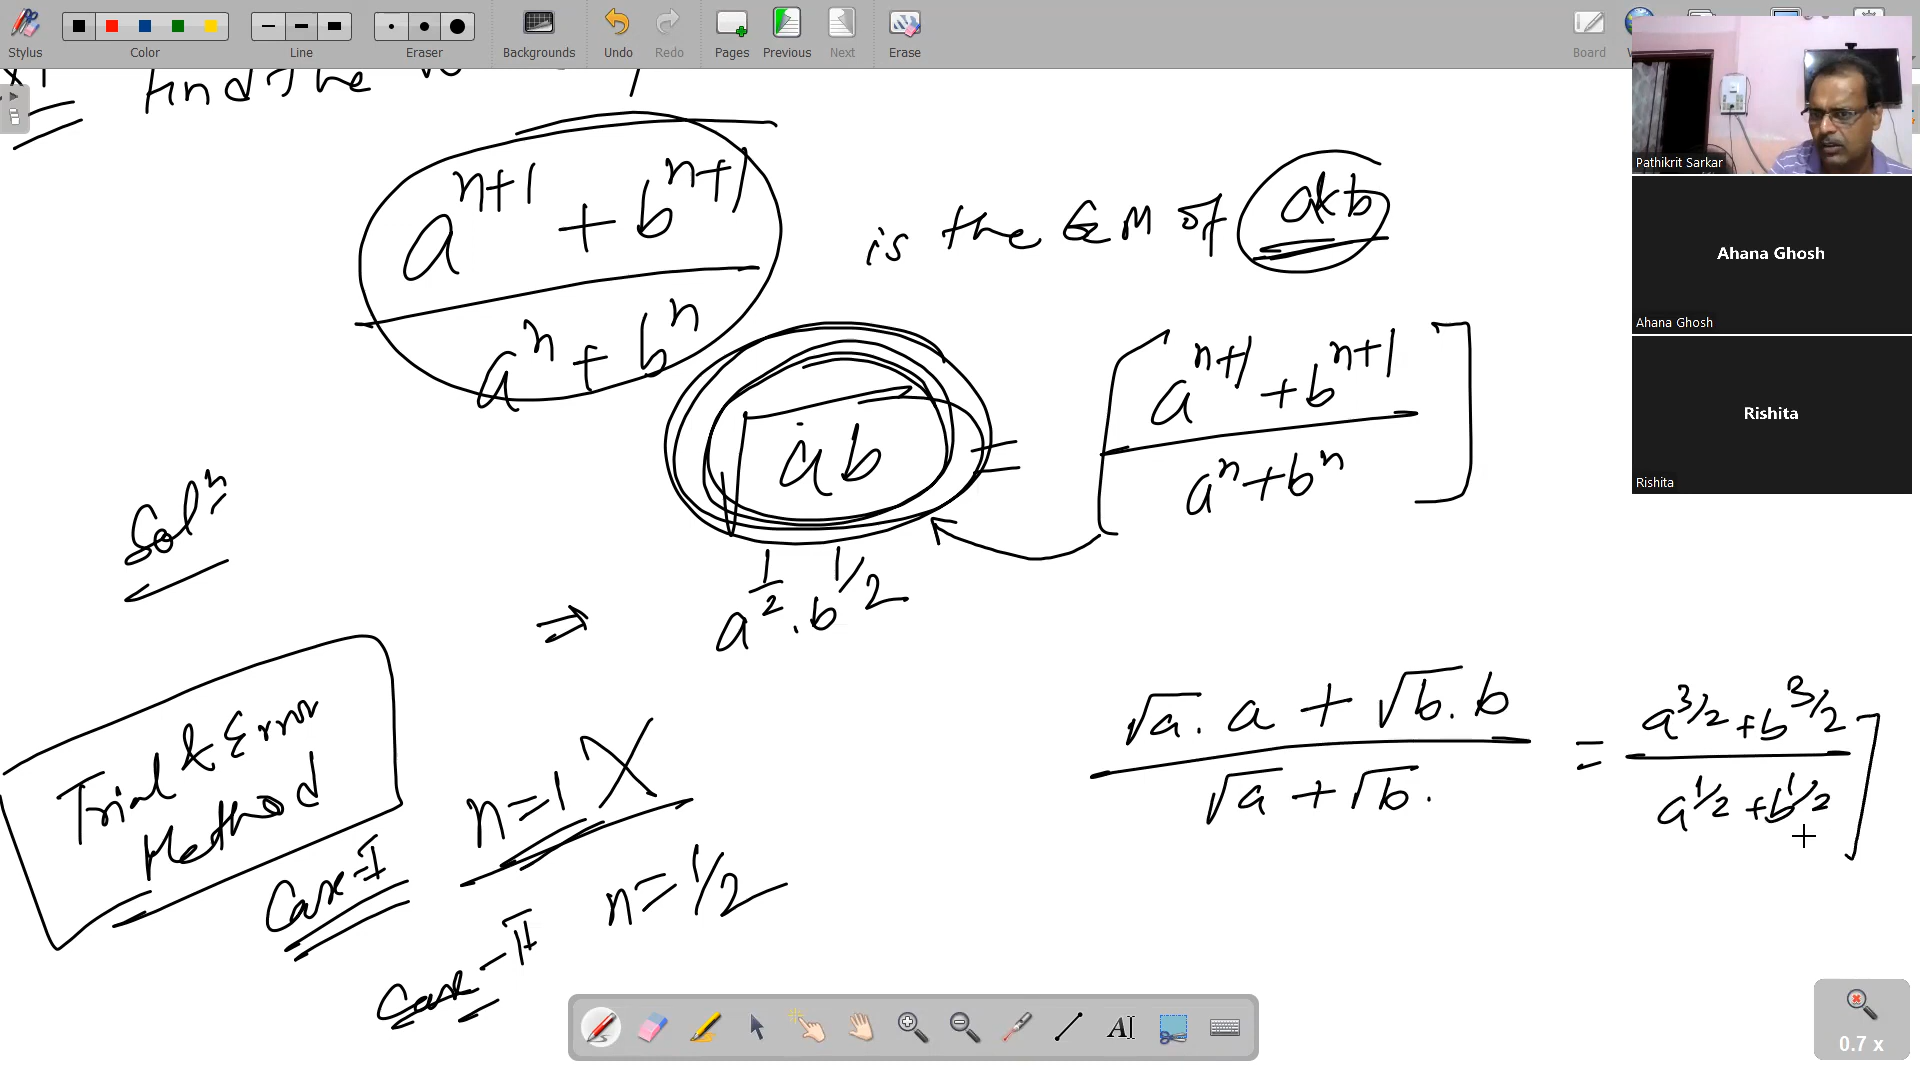 Stylus Color Line Eraser Backgrounds Undo Redo Pages Previous Next Erase Board
find the
a^{n+1} + b^{n+1}
a^n + b^n
is the GM of a & b
√ab = [ a^{n+1} + b^{n+1}
a^n + b^n ]
Sol^n
⇒ a^{1/2} . b^{1/2}
Trial & Error
Method
Case-I n=1 X
Case-II n=1/2
√a. a + √b. b
√a + √b.
= a^{3/2} + b^{3/2}
a^{1/2} + b^{1/2} ]
Pathikrit Sarkar
Ahana Ghosh
Ahana Ghosh
Rishita
Rishita
AI
0.7 x